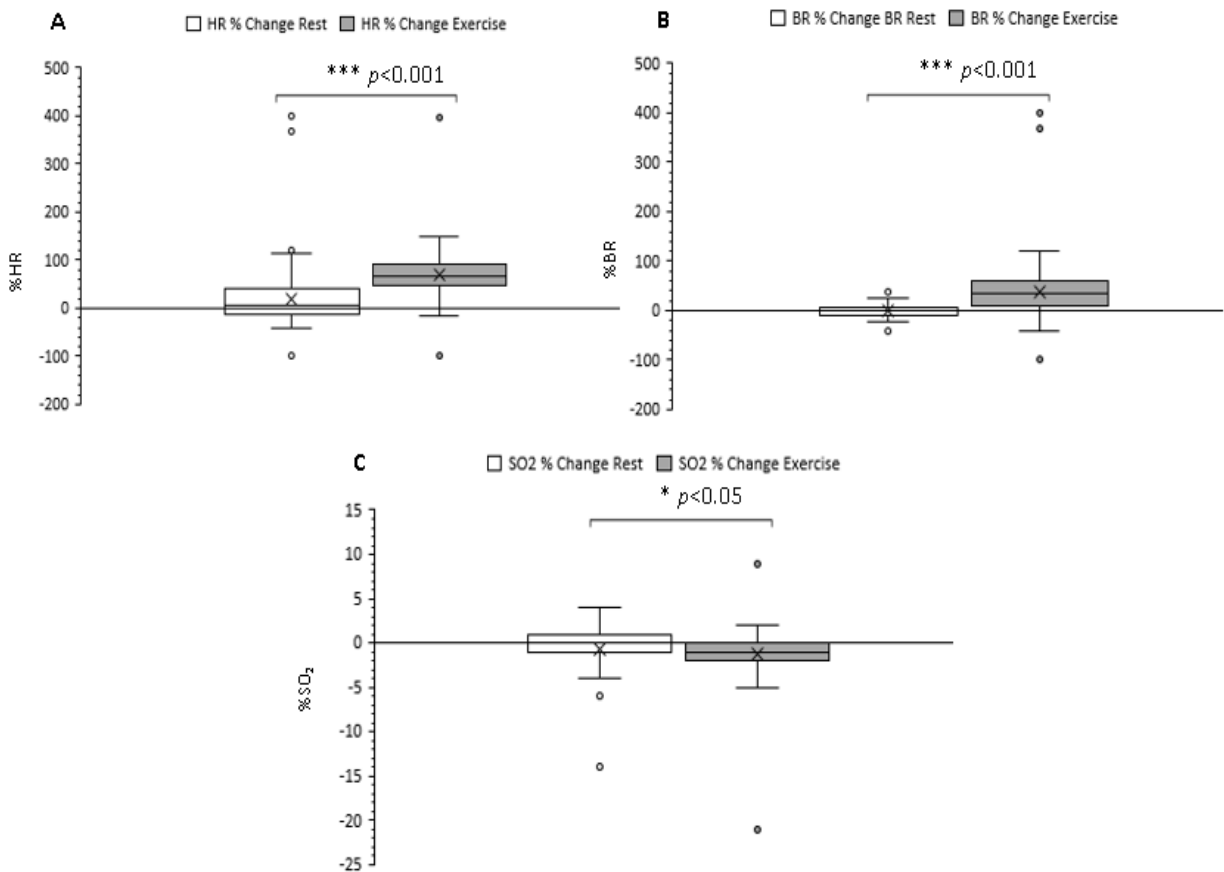 A
HR % Change Rest HR % Change Exercise
*** p<0.001
500
400
300
200
100
0
-100
-200
%HR
B
BR % Change BR Rest BR % Change Exercise
*** p<0.001
500
400
300
200
100
0
-100
-200
%BR
C
SO2 % Change Rest SO2 % Change Exercise
* p<0.05
15
10
5
0
-5
-10
-15
-20
-25
%SO₂